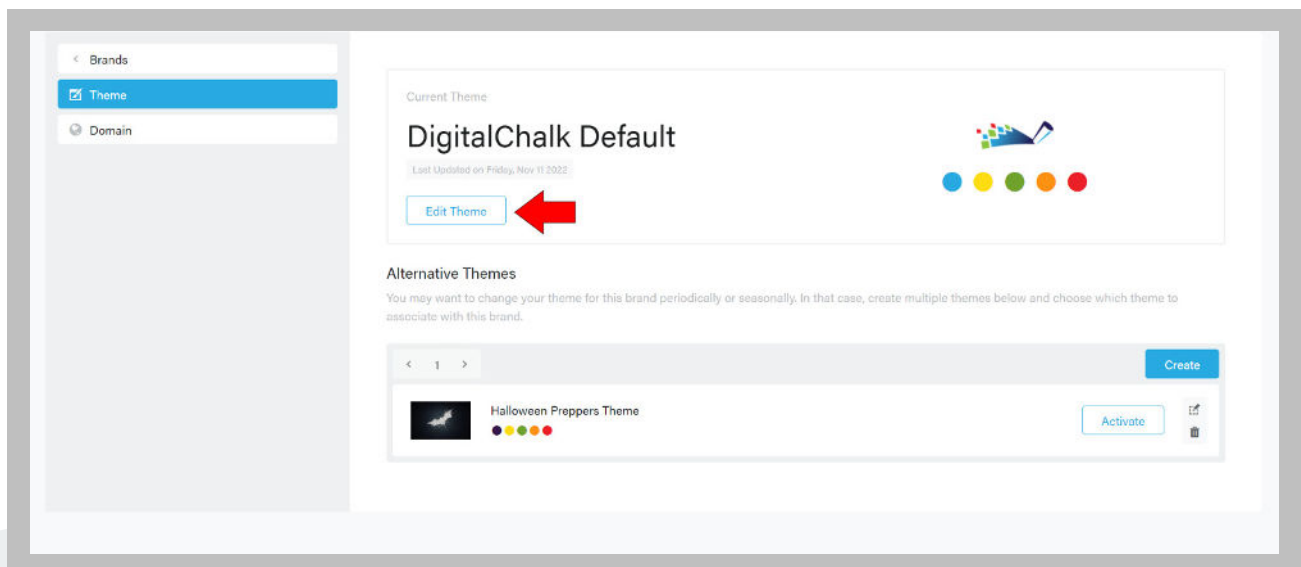 Brands
Theme
Domain
Current Theme
DigitalChalk Default
Last Updated on Friday, Nov 11 2022
Edit Theme
Alternative Themes
You may want to change your theme for this brand periodically or seasonally. In that case, create multiple themes below and choose which theme to
associate with this brand.
< 1 >
Create
Halloween Preppers Theme
Activate